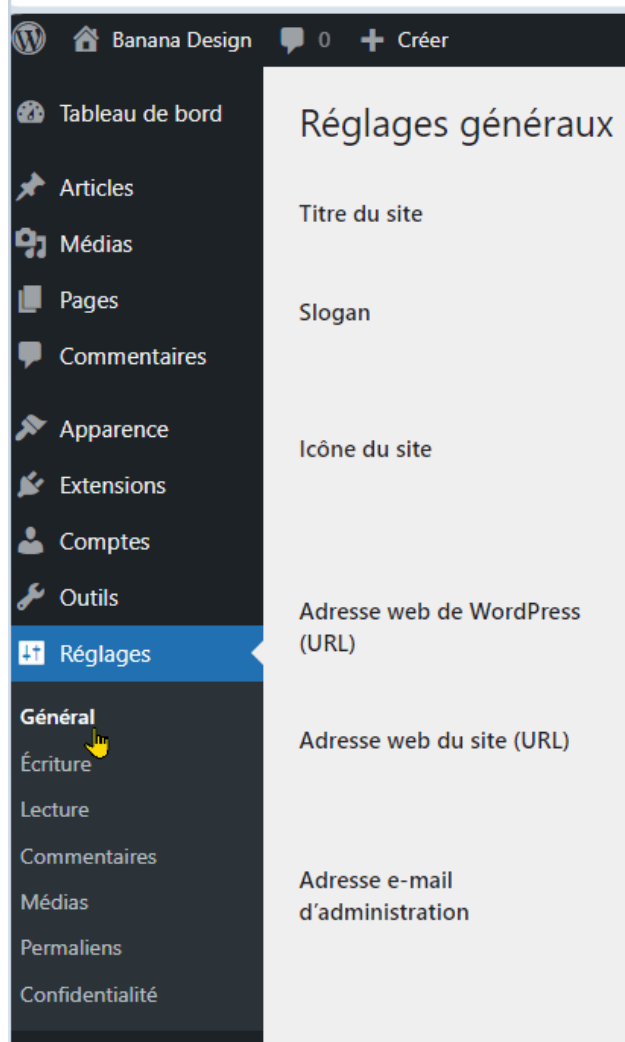 Banana Design 0 Créer
Tableau de bord
Articles
Médias
Pages
Commentaires
Apparence
Extensions
Comptes
Outils
Réglages
Général
Écriture
Lecture
Commentaires
Médias
Permaliens
Confidentialité
Réglages généraux
Titre du site
Slogan
Icône du site
Adresse web de WordPress
(URL)
Adresse web du site (URL)
Adresse e-mail
d’administration